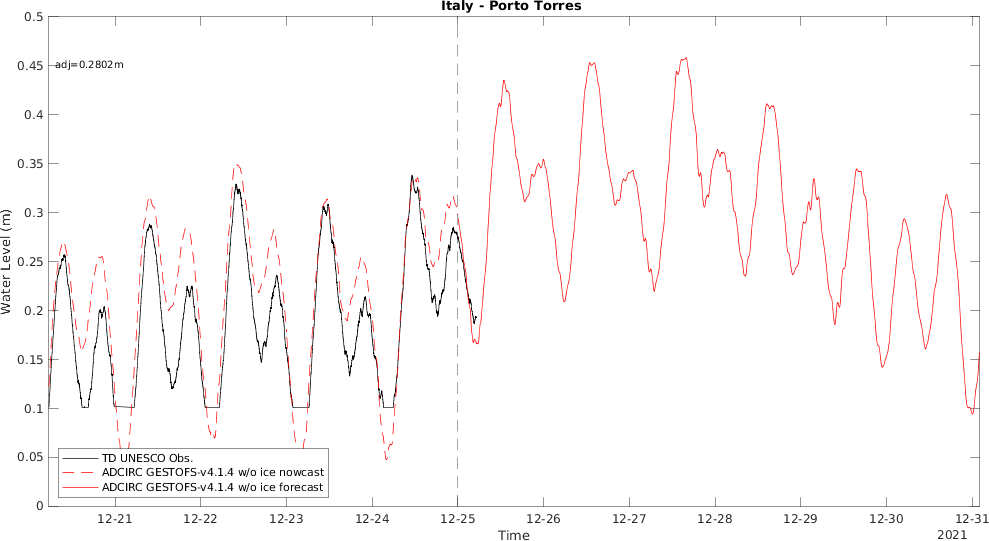 Italy - Porto Torres
0.5
0.45
0.4
0.35
0.3
0.25
0.2
0.15
0.1
0.05
0
Water Level (m)
adj=0.2802m
TD UNESCO Obs.
ADCIRC GESTOFS-v4.1.4 w/o ice nowcast
ADCIRC GESTOFS-v4.1.4 w/o ice forecast
12-21 12-22 12-23 12-24 12-25 12-26 12-27 12-28 12-29 12-30 12-31
Time
2021